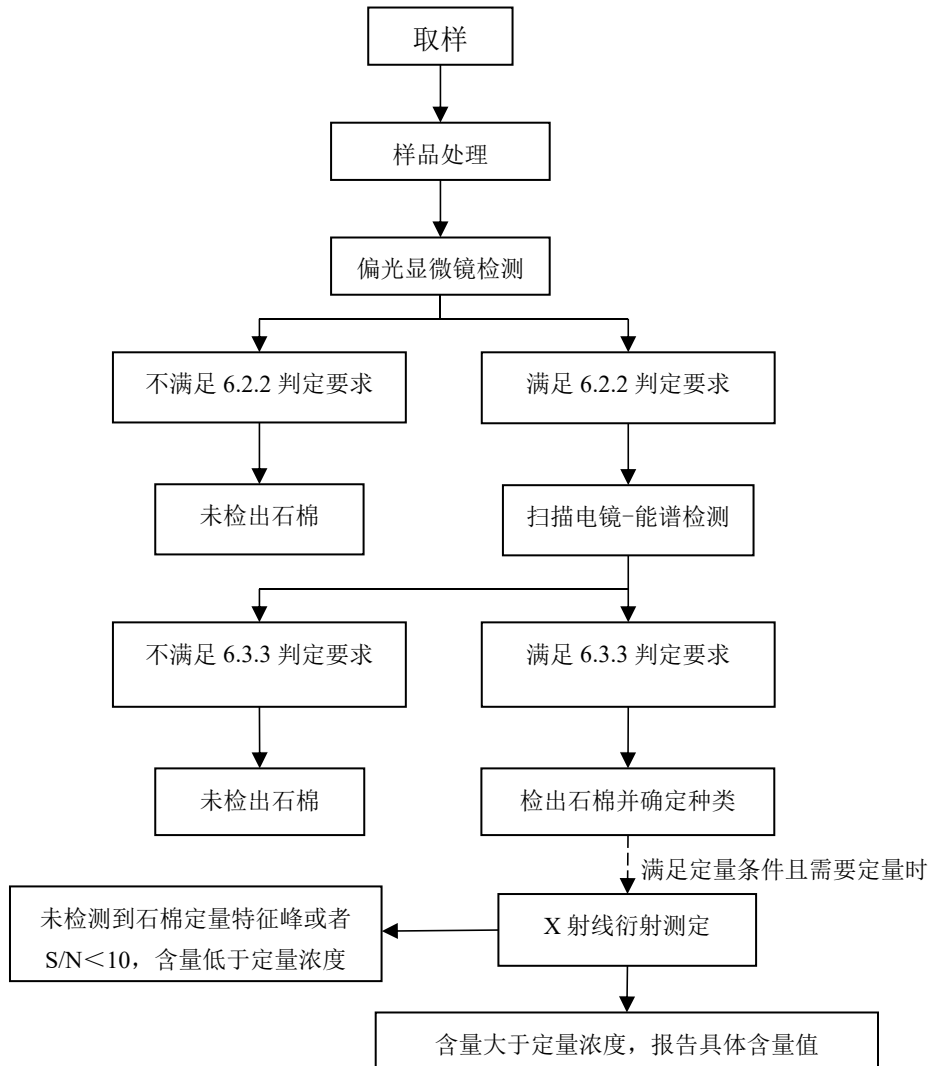 取样
样品处理
偏光显微镜检测
不满足 6.2.2 判定要求
满足 6.2.2 判定要求
未检出石棉
扫描电镜-能谱检测
不满足 6.3.3 判定要求
满足 6.3.3 判定要求
未检出石棉
检出石棉并确定种类
满足定量条件且需要定量时
未检测到石棉定量特征峰或者
S/N＜10，含量低于定量浓度
X 射线衍射测定
含量大于定量浓度，报告具体含量值